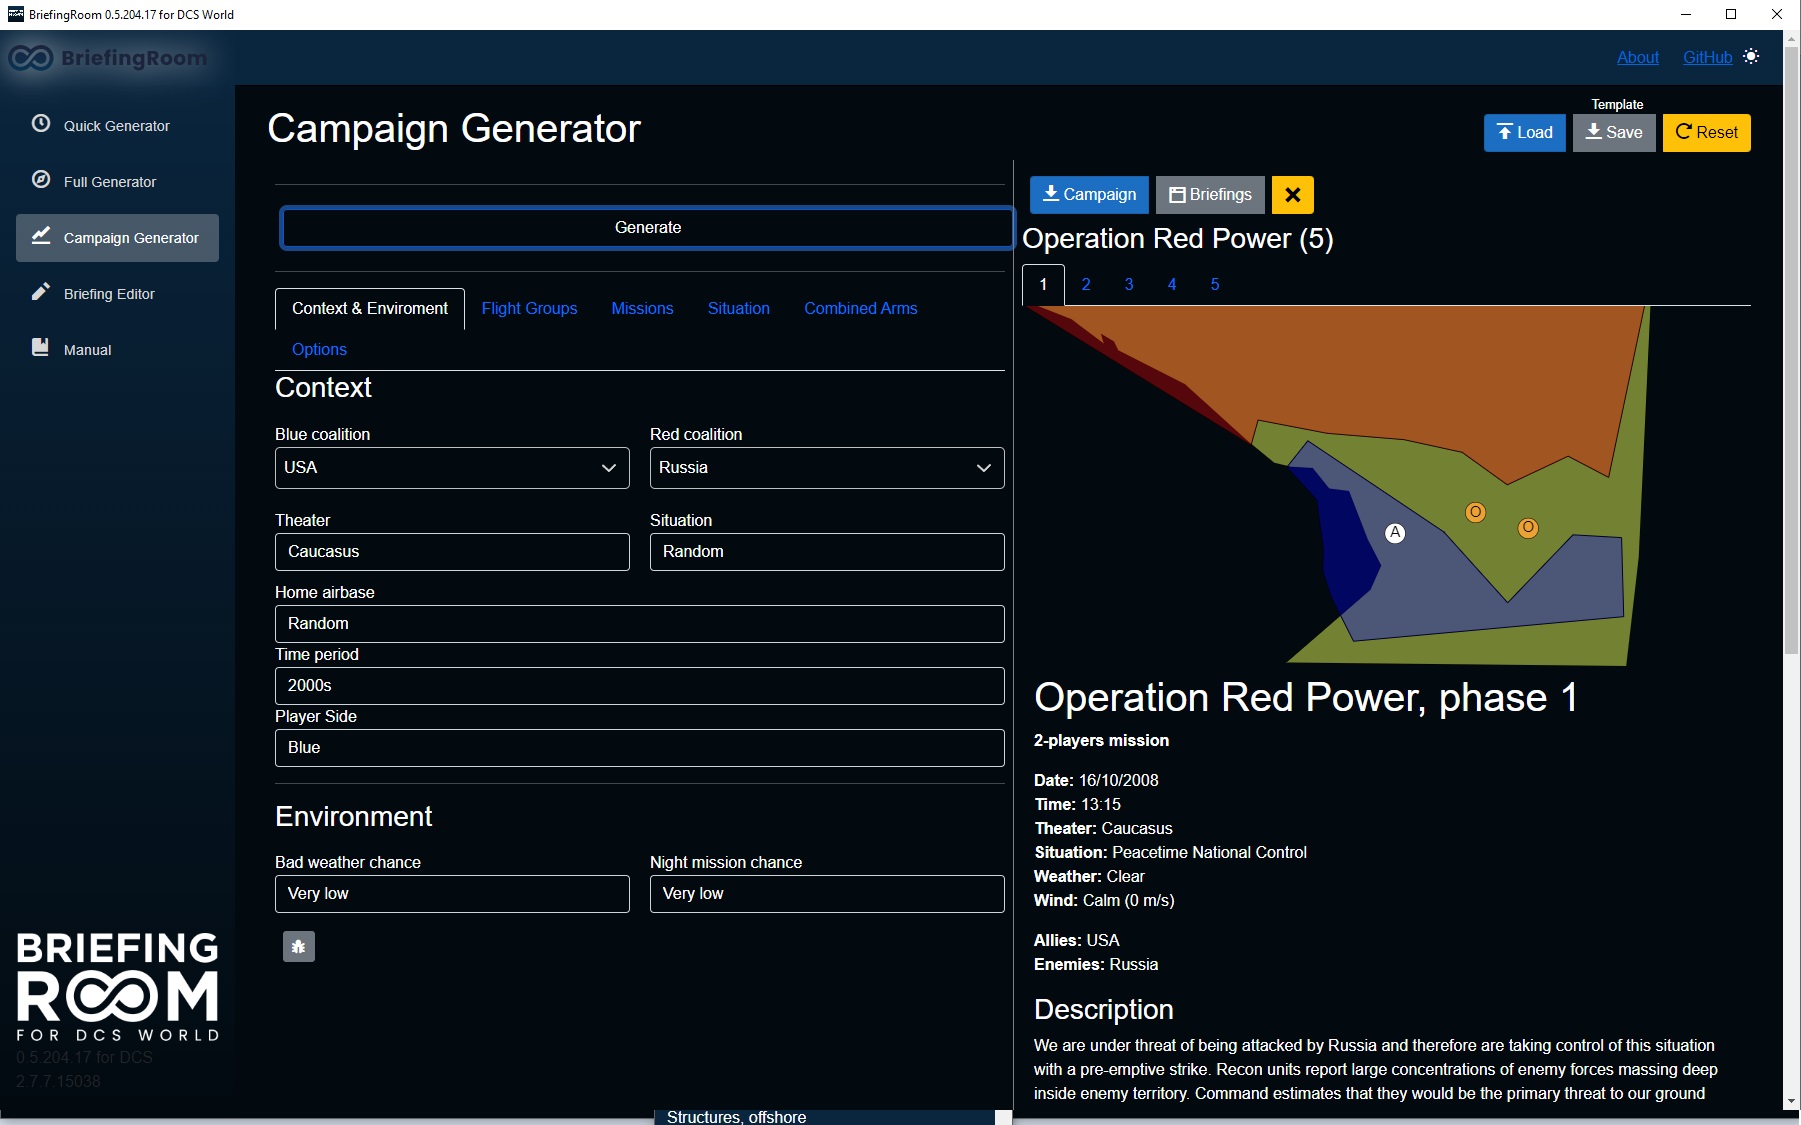 BriefingRoom 0.5.204.17 for DCS World
BriefingRoom
About
GitHub
Quick Generator
Full Generator
Campaign Generator
Briefing Editor
Manual
Campaign Generator
Template
Load
Save
Reset
Generate
Context & Enviroment
Flight Groups
Missions
Situation
Combined Arms
Options
Context
Blue coalition
Red coalition
USA
Russia
Theater
Situation
Caucasus
Random
Home airbase
Random
Time period
2000s
Player Side
Blue
Environment
Bad weather chance
Night mission chance
Very low
Very low
Campaign
Briefings
Operation Red Power (5)
1 2 3 4 5
O
O
A
Operation Red Power, phase 1
2-players mission
Date: 16/10/2008
Time: 13:15
Theater: Caucasus
Situation: Peacetime National Control
Weather: Clear
Wind: Calm (0 m/s)
Allies: USA
Enemies: Russia
Description
We are under threat of being attacked by Russia and therefore are taking control of this situation
with a pre-emptive strike. Recon units report large concentrations of enemy forces massing deep
inside enemy territory. Command estimates that they would be the primary threat to our ground
BRIEFING
ROOM
FOR DCS WORLD
0.5.204.17 for DCS
2.7.7.15038
Structures, offshore